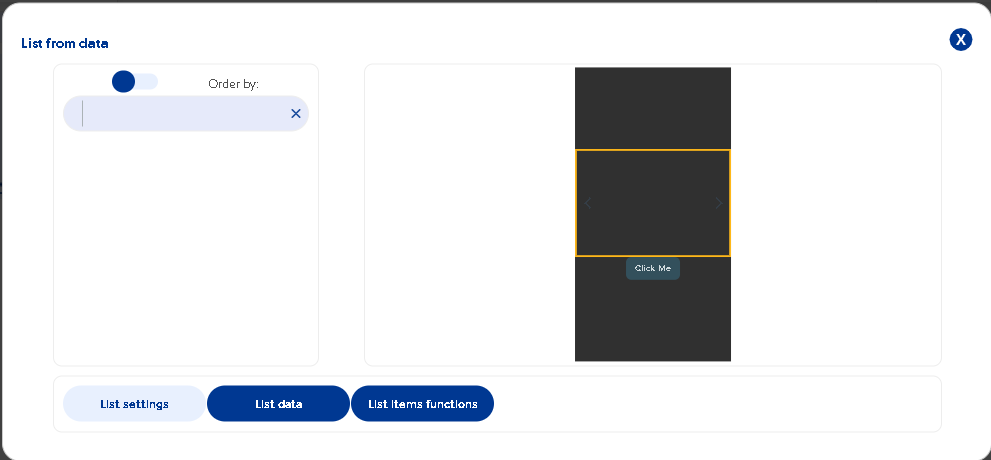 List from data
X
Order by:
Click Me
List settings
List data
List items functions